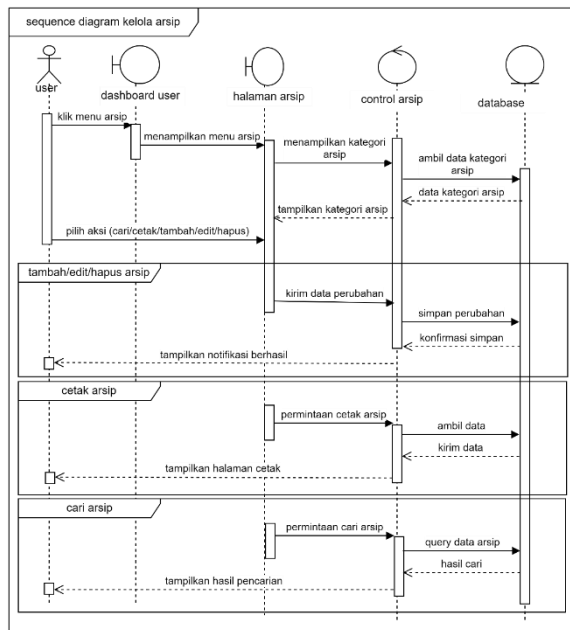 sequence diagram kelola arsip
user
dashboard user
halaman arsip
control arsip
database
klik menu arsip
menampilkan menu arsip
menampilkan kategori
arsip
ambil data kategori
arsip
data kategori arsip
tampilkan kategori arsip
pilih aksi (cari/cetak/tambah/edit/hapus)
tambah/edit/hapus arsip
kirim data perubahan
simpan perubahan
konfirmasi simpan
tampilkan notifikasi berhasil
cetak arsip
permintaan cetak arsip
ambil data
kirim data
tampilkan halaman cetak
cari arsip
permintaan cari arsip
query data arsip
hasil cari
tampilkan hasil pencarian